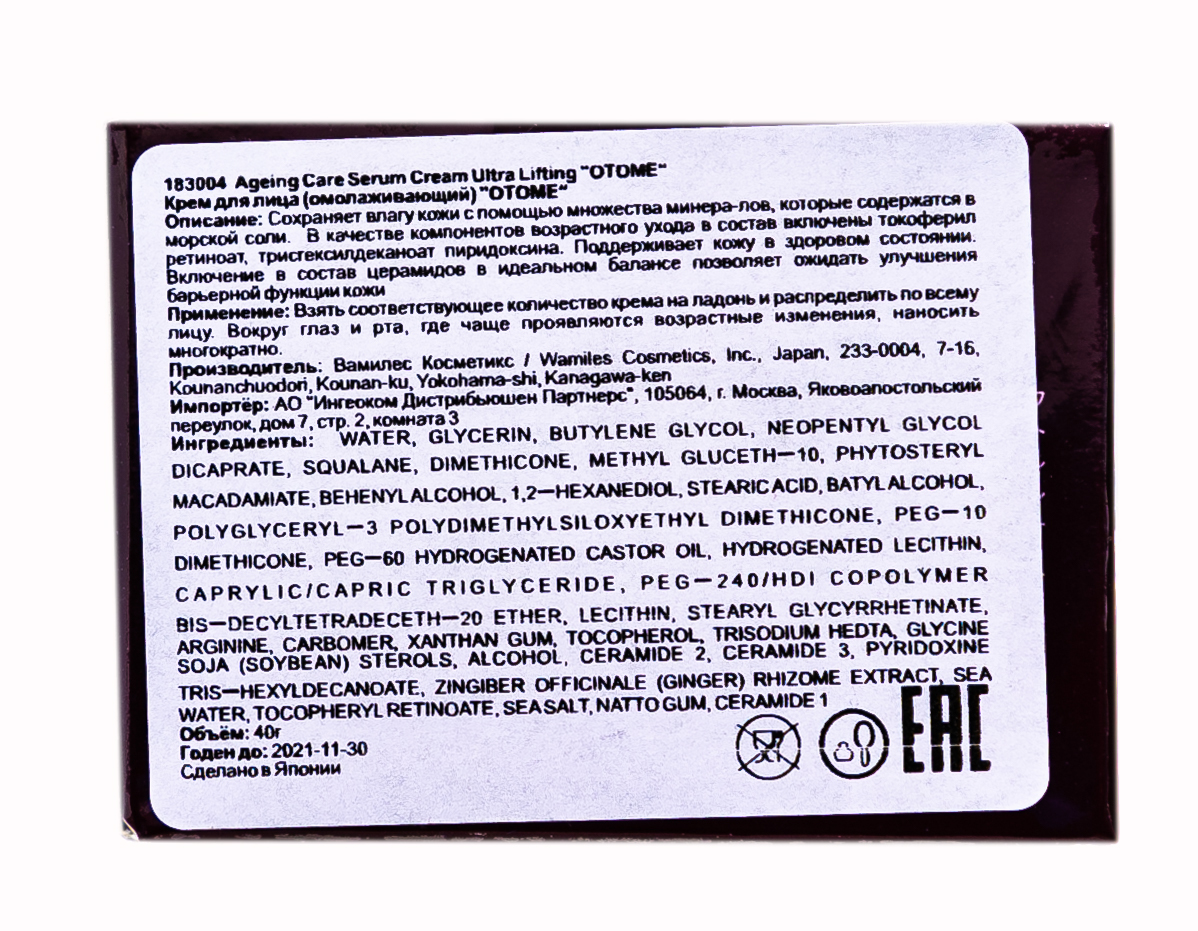 183004 Ageing Care Serum Cream Ultra Lifting "OTOME"
Крем для лица (омолаживающий) "OTOME"
Описание: Сохраняет влагу кожи с помощью множества минера-лов, которые содержатся в
морской соли. В качестве компонентов возрастного ухода в состав включены токоферил
ретиноат, тристексилдеканоат пиридоксина. Поддерживает кожу в здоровом состоянии.
Включение в состав церамидов в идеальном балансе позволяет ожидать улучшения
барьерной функции кожи
Применение: Взять соответствующее количество крема на ладонь и распределить по всему
лицу. Вокруг глаз и рта, где чаще проявляются возрастные изменения, наносить
многократно.
Производитель: Вамилес Косметикс / Wamiles Cosmetics, Inc., Japan, 233-0004, 7-16,
Kounanchuodori, Kounan-ku, Yokohama-shi, Kanagawa-ken
Импортёр: АО "Ингеоком Дистрибьюшен Партнерс", 105064, г. Москва, Яковоапостольский
переулок, дом 7, стр. 2, комната 3
Ингредиенты: WATER, GLYCERIN, BUTYLENE GLYCOL, NEOPENTYL GLYCOL
DICAPRATE, SQUALANE, DIMETHICONE, METHYL GLUCETH-10, PHYTOSTERYL
MACADAMIATE, BEHENYL ALCOHOL, 1,2-HEXANEDIOL, STEARIC ACID, BATYL ALCOHOL,
POLYGLYCERYL-3 POLYDIMETHYLSILOXYETHYL DIMETHICONE, PEG-10
DIMETHICONE, PEG-60 HYDROGENATED CASTOR OIL, HYDROGENATED LECITHIN,
CAPRYLIC/CAPRIC TRIGLYCERIDE, PEG-240/HDI COPOLYMER
BIS-DECYLTETRADECETH-20 ETHER, LECITHIN, STEARYL GLYCYRRHETINATE,
ARGININE, CARBOMER, XANTHAN GUM, TOCOPHEROL, TRISODIUM HEDTA, GLYCINE
SOJA (SOYBEAN) STEROLS, ALCOHOL, CERAMIDE 2, CERAMIDE 3, PYRIDOXINE
TRIS-HEXYLDECANOATE, ZINGIBER OFFICINALE (GINGER) RHIZOME EXTRACT, SEA
WATER, TOCOPHERYL RETINOATE, SEA SALT, NATTO GUM, CERAMIDE 1
Объём: 40г
Годен до: 2021-11-30
Сделано в Японии
EAC